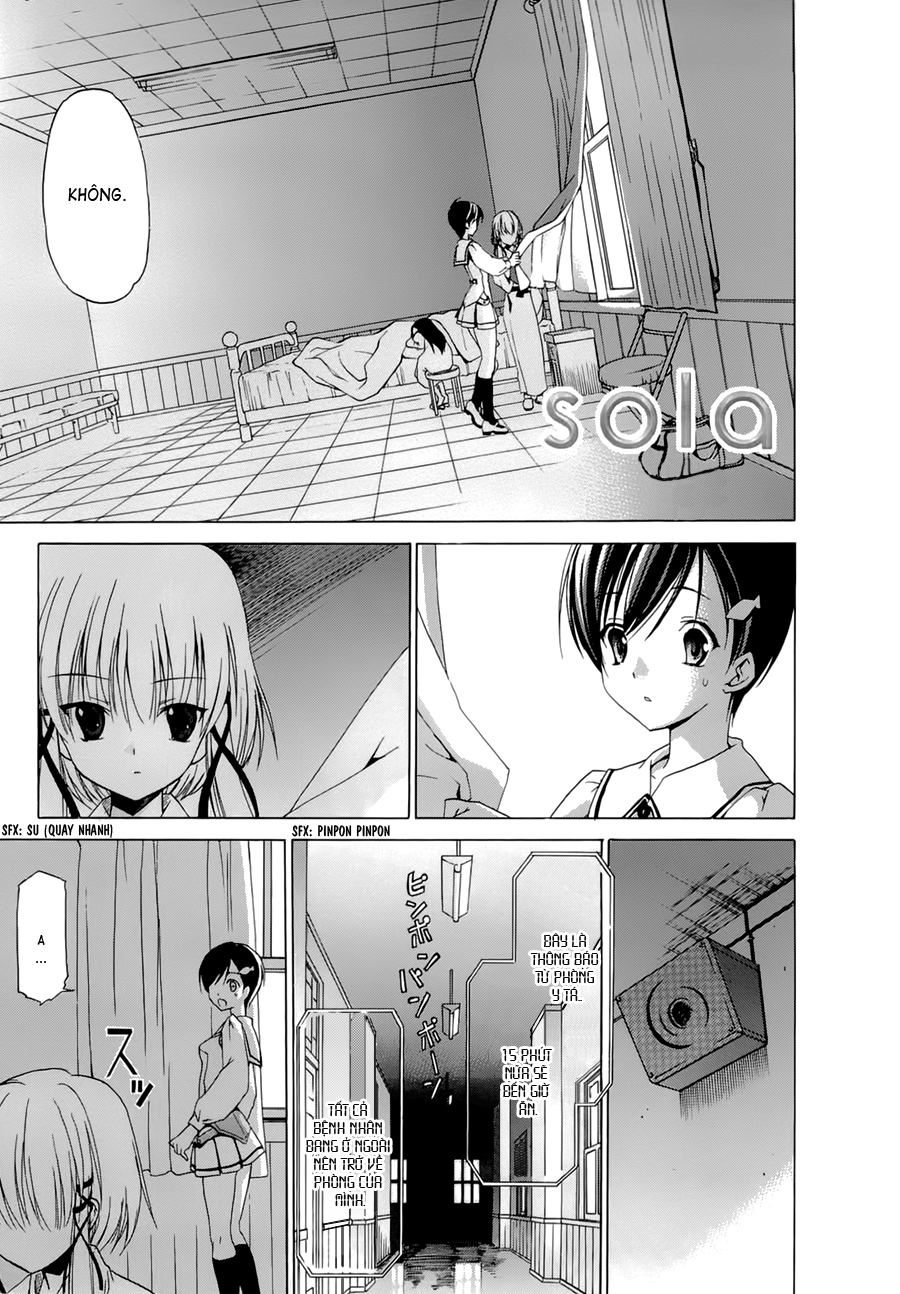 KHÔNG.
sola
SFX: SU (QUAY NHANH)
SFX: PINPON PINPON
BÂY LÀ
THÔNG BÁO
TỪ PHÒNG
Y TÁ.
15 PHÚT
NỮA SẼ
BẾN GIỜ
ĂN.
ピンポンパンポーン
TẤT CẢ
BỆNH NHÂN
BANG Ở NGOÀI
NÊN TRỞ VỀ
PHÒNG CỦA
MÌNH.
A
...
スッ